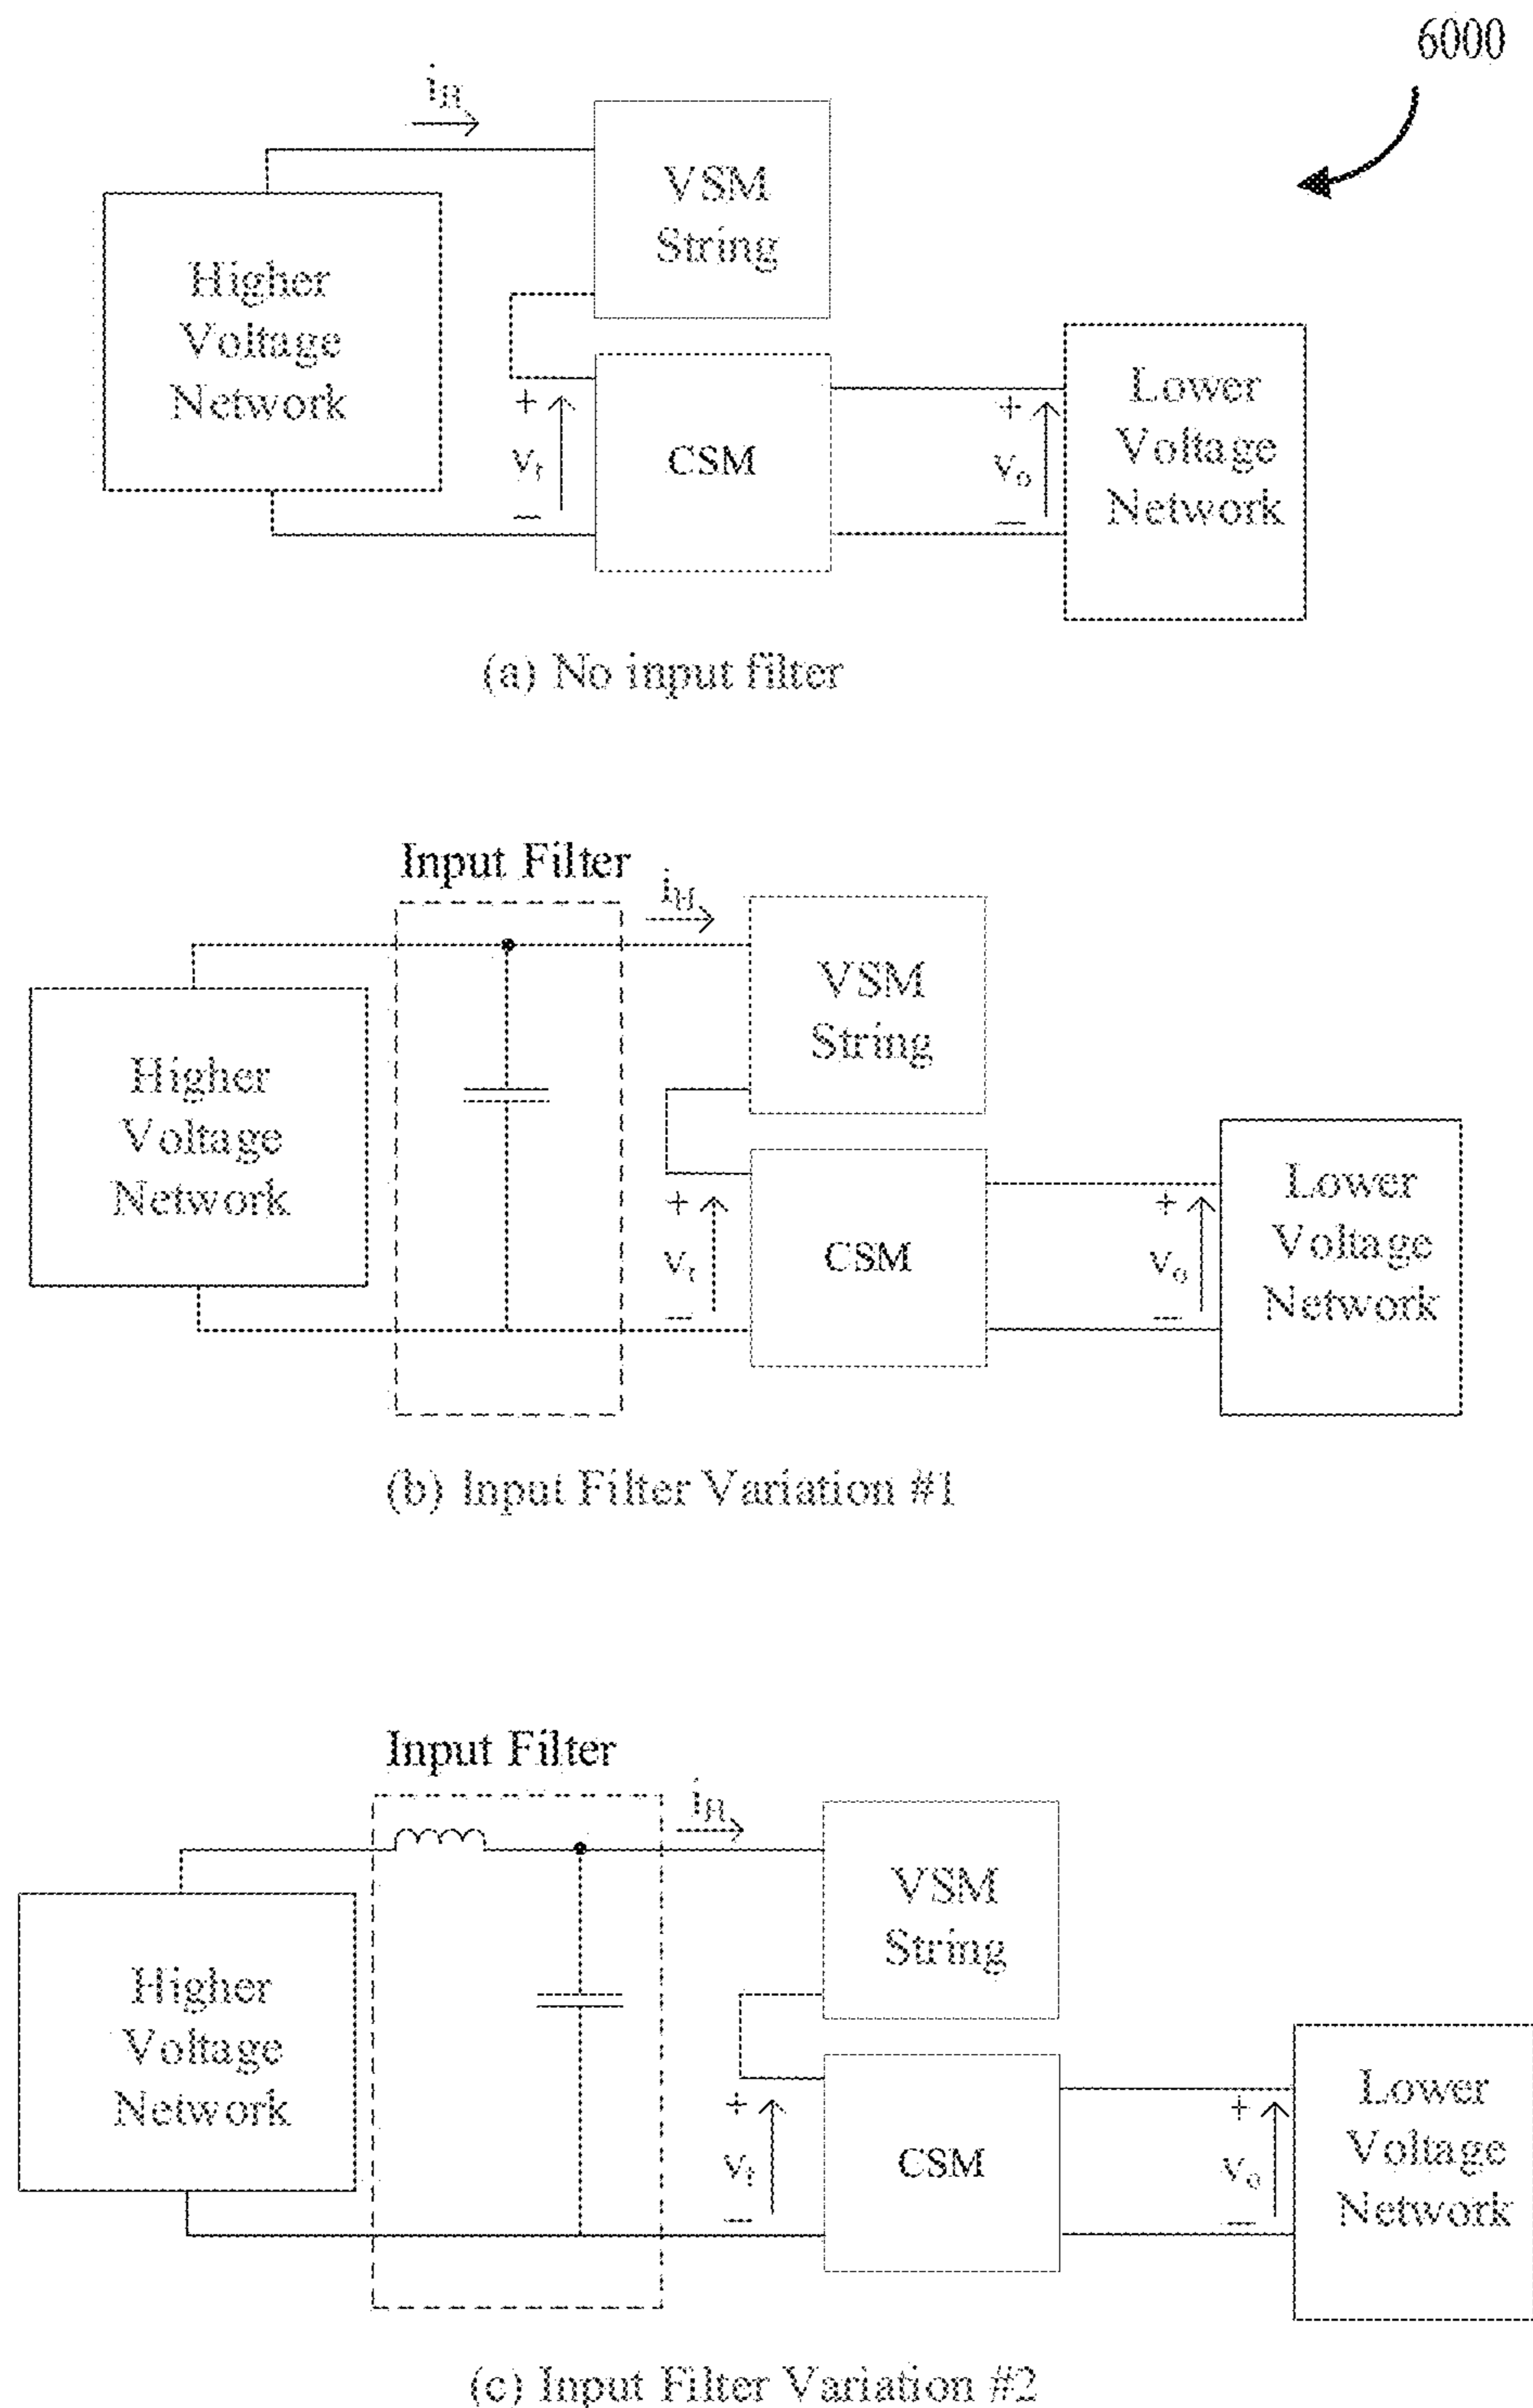 6000
iH
VSM
String
Higher
Voltage
Network
+
vt
−
CSM
+
vo
−
Lower
Voltage
Network
(a) No input filter
Input Filter
iH
VSM
String
Higher
Voltage
Network
+
vt
−
CSM
+
vo
−
Lower
Voltage
Network
(b) Input Filter Variation #1
Input Filter
iH
VSM
String
Higher
Voltage
Network
+
vt
−
CSM
+
vo
−
Lower
Voltage
Network
(c) Input Filter Variation #2